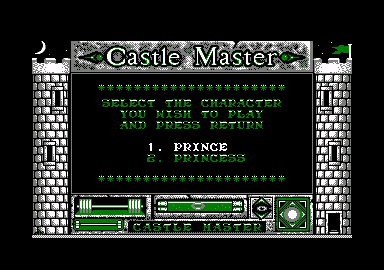 Castle Master
* * * * * * * * * * * * * * * * *
SELECT THE CHARACTER
YOU WISH TO PLAY
AND PRESS RETURN
1. PRINCE
2. PRINCESS
* * * * * * * * * * * * * * * * *
CASTLE MASTER